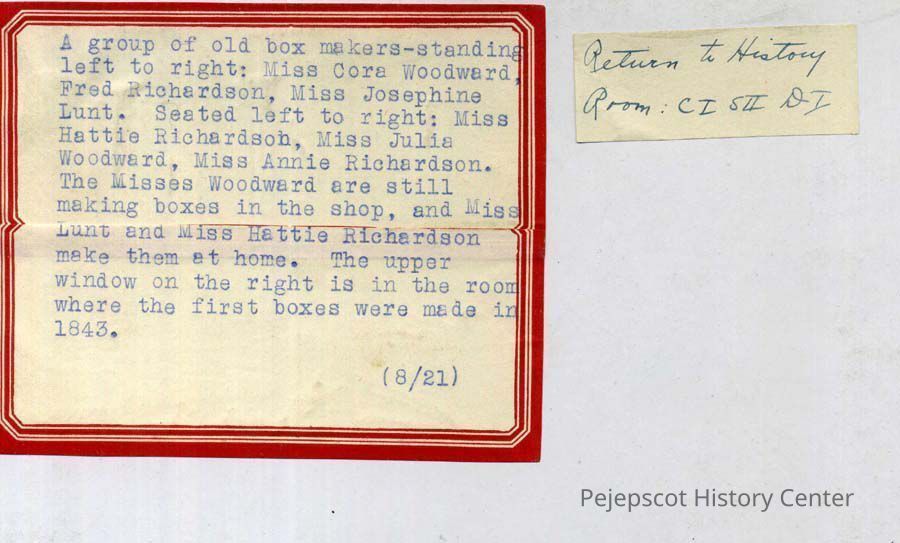 A group of old box makers-standing
left to right: Miss Cora Woodward,
Fred Richardson, Miss Josephine
Lunt. Seated left to right: Miss
Hattie Richardson, Miss Julia
Woodward, Miss Annie Richardson.
The Misses Woodward are still
making boxes in the shop, and Miss
Lunt and Miss Hattie Richardson
make them at home. The upper
window on the right is in the room
where the first boxes were made in
1843.
(8/21)
Return to History
Room: C I S II D-I
Pejepscot History Center